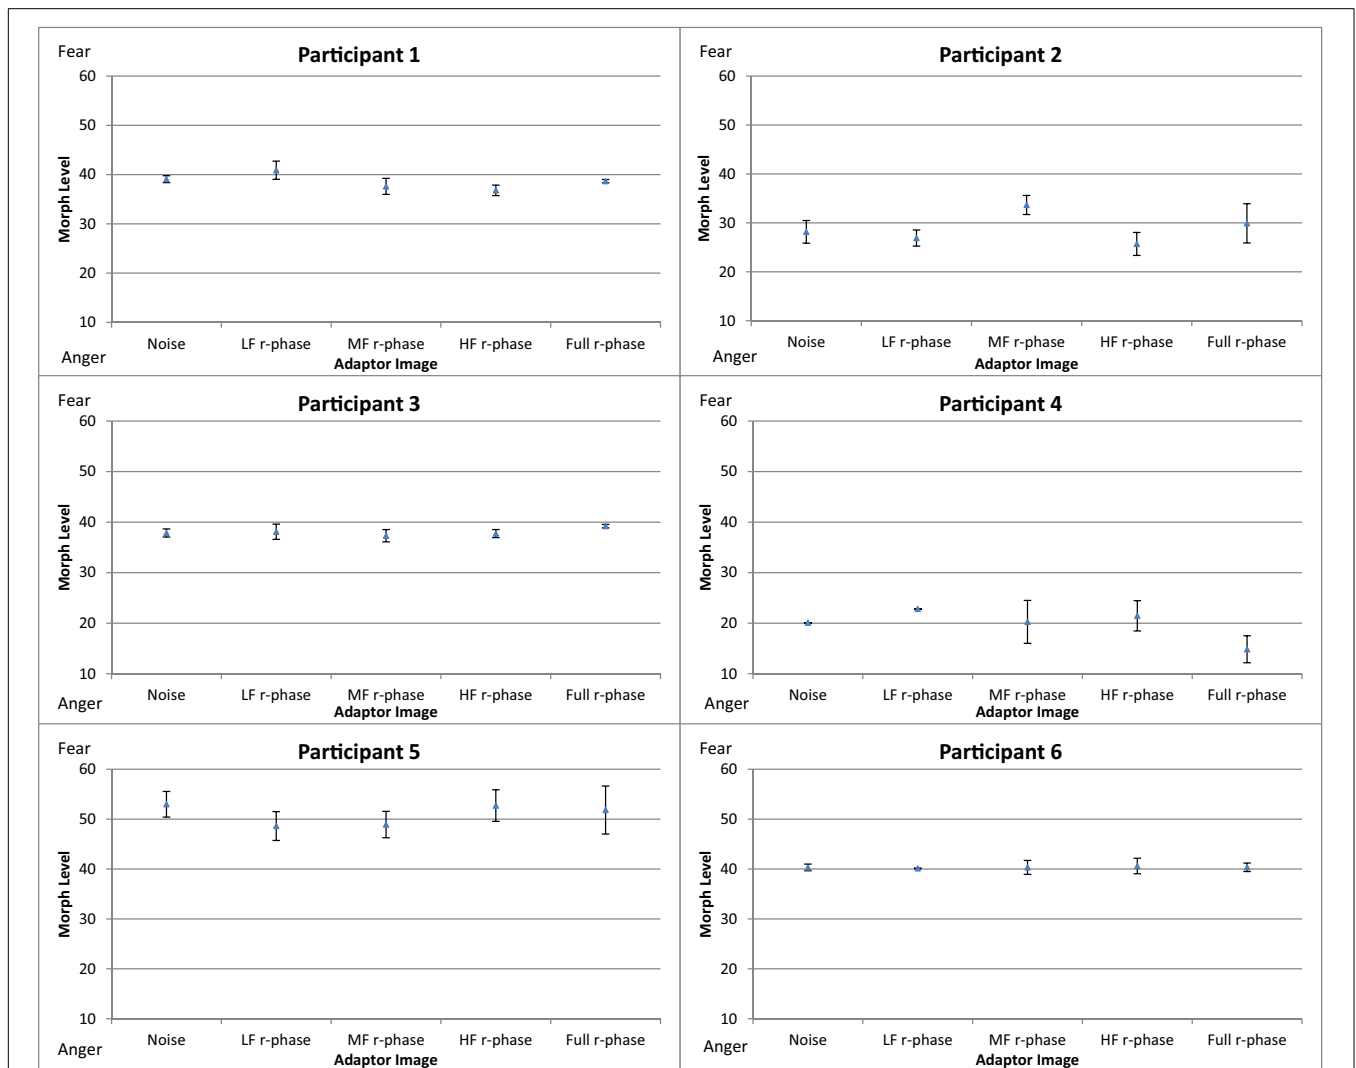 Fear
Participant 1
60
50
40
30
20
10
Morph Level
Noise LF r-phase MF r-phase HF r-phase Full r-phase
Anger
Adaptor Image
Fear
Participant 2
60
50
40
30
20
10
Morph Level
Noise LF r-phase MF r-phase HF r-phase Full r-phase
Anger
Adaptor Image
Fear
Participant 3
60
50
40
30
20
10
Morph Level
Noise LF r-phase MF r-phase HF r-phase Full r-phase
Anger
Adaptor Image
Fear
Participant 4
60
50
40
30
20
10
Morph Level
Noise LF r-phase MF r-phase HF r-phase Full r-phase
Anger
Adaptor Image
Fear
Participant 5
60
50
40
30
20
10
Morph Level
Noise LF r-phase MF r-phase HF r-phase Full r-phase
Anger
Adaptor Image
Fear
Participant 6
60
50
40
30
20
10
Morph Level
Noise LF r-phase MF r-phase HF r-phase Full r-phase
Anger
Adaptor Image